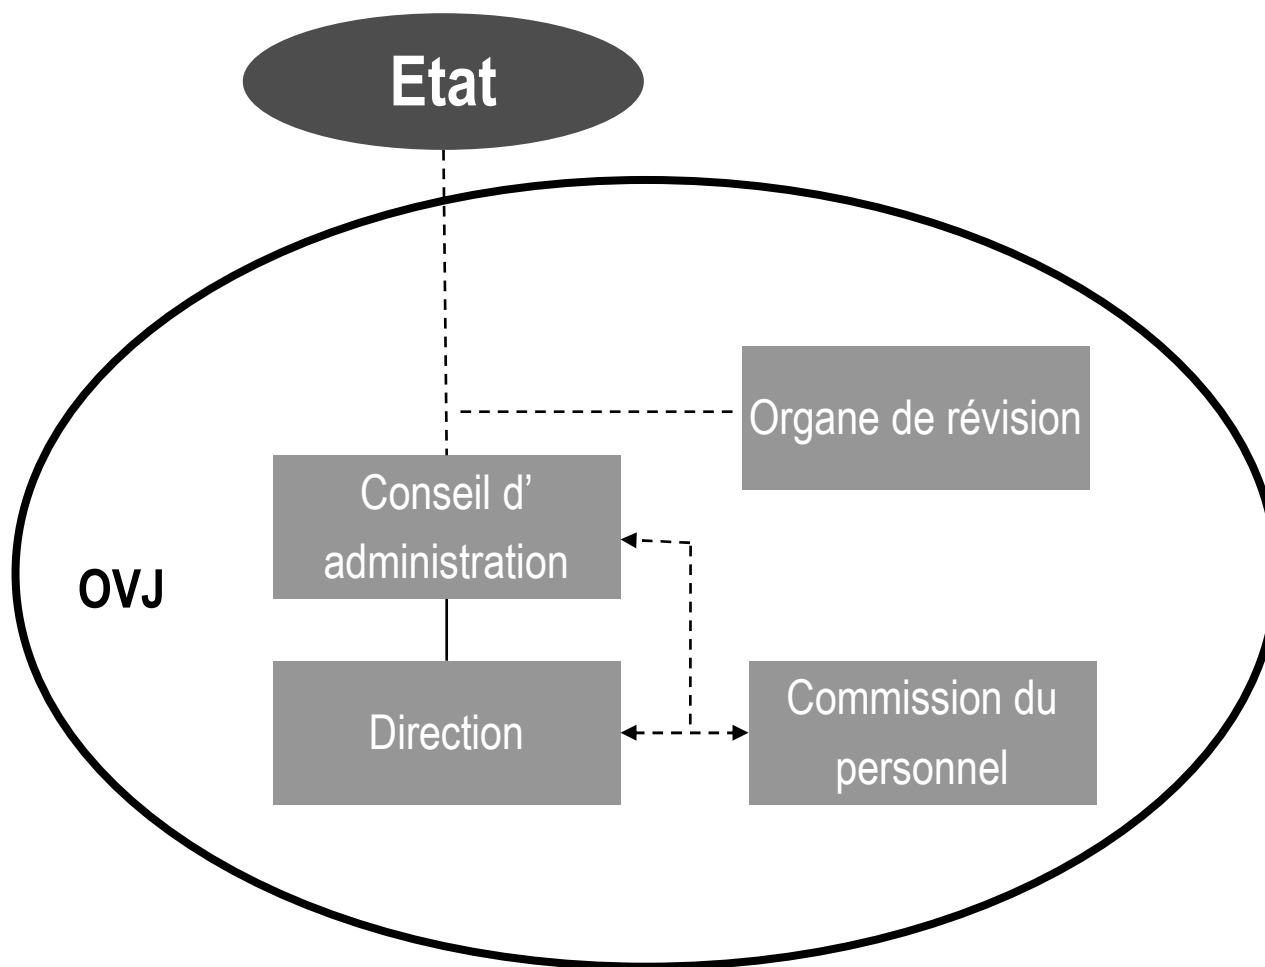 Etat
Organe de révision
Conseil d’
administration
OVJ
Direction
Commission du
personnel